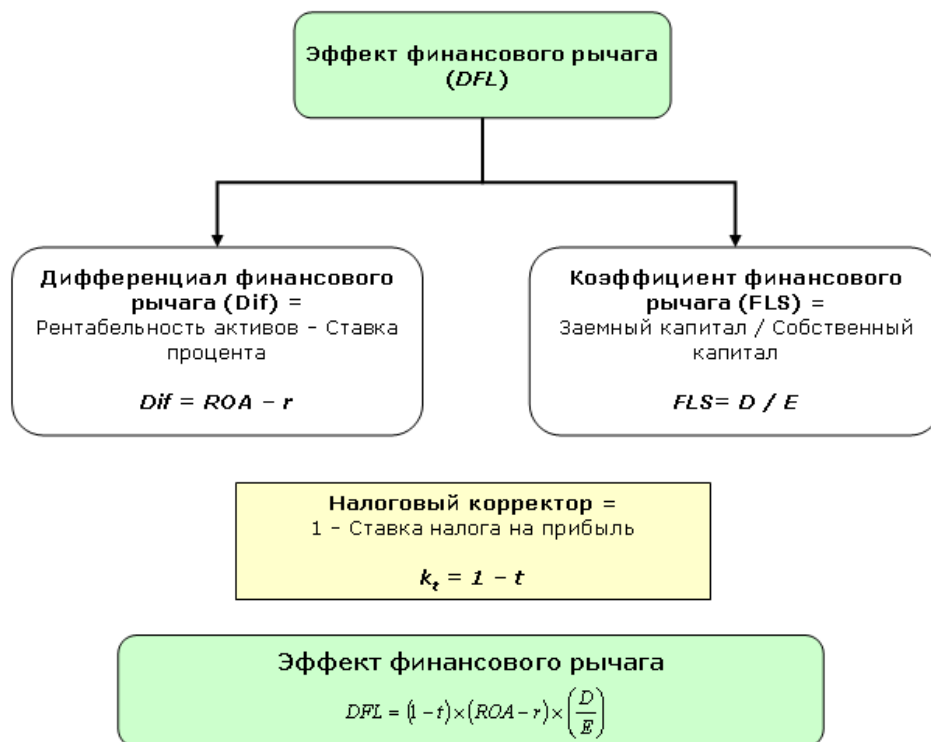 Эффект финансового рычага
(DFL)
Дифференциал финансового
рычага (Dif) =
Рентабельность активов – Ставка
процента
Dif = ROA – r
Коэффициент финансового
рычага (FLS) =
Заемный капитал / Собственный
капитал
FLS= D / E
Налоговый корректор =
1 – Ставка налога на прибыль
kt = 1 – t
Эффект финансового рычага
DFL = (1-t)×(ROA-r)×(D/E)